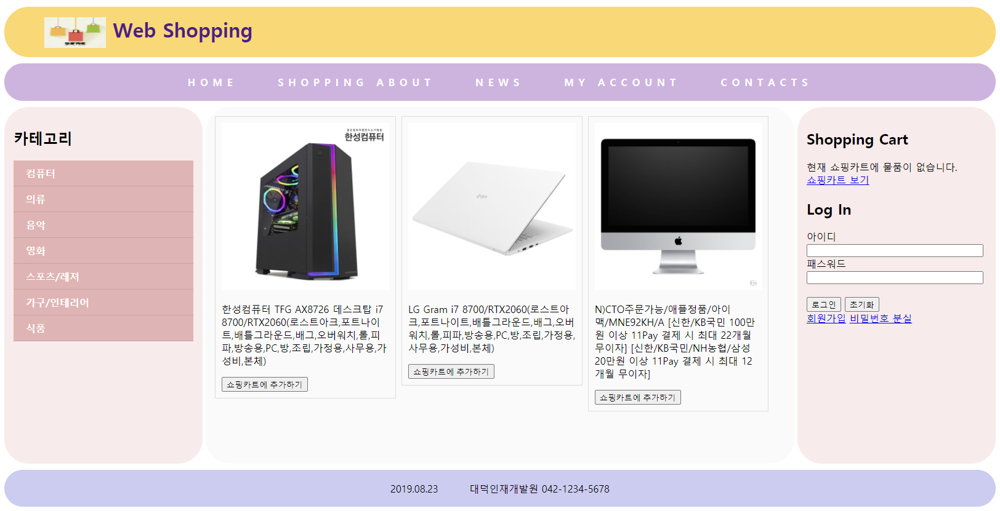 Web Shopping
HOME SHOPPING ABOUT NEWS MY ACCOUNT CONTACTS
카테고리
컴퓨터
의류
음악
영화
스포츠/레져
가구/인테리어
식품
한성컴퓨터
한성컴퓨터 TFG AX8726 데스크탑 i7
8700/RTX2060(로스트아크,포트나이
트,배틀그라운드,배그,오버워치,롤,피
파,방송용,PC,방,조립,가정용,사무용,가
성비,본체)
쇼핑카트에 추가하기
gram
LG Gram i7 8700/RTX2060(로스트아
크,포트나이트,배틀그라운드,배그,오버
워치,롤,피파,방송용,PC,방,조립,가정용,
사무용,가성비,본체)
쇼핑카트에 추가하기
N)CTO주문가능/애플정품/아이
맥/MNE92KH/A [신한/KB국민 100만
원 이상 11Pay 결제 시 최대 22개월
무이자] [신한/KB국민/NH농협/삼성
20만원 이상 11Pay 결제 시 최대 12
개월 무이자]
쇼핑카트에 추가하기
Shopping Cart
현재 쇼핑카트에 물품이 없습니다.
쇼핑카트 보기
Log In
아이디
패스워드
로그인 초기화
회원가입 비밀번호 분실
2019.08.23 대덕인재개발원 042-1234-5678